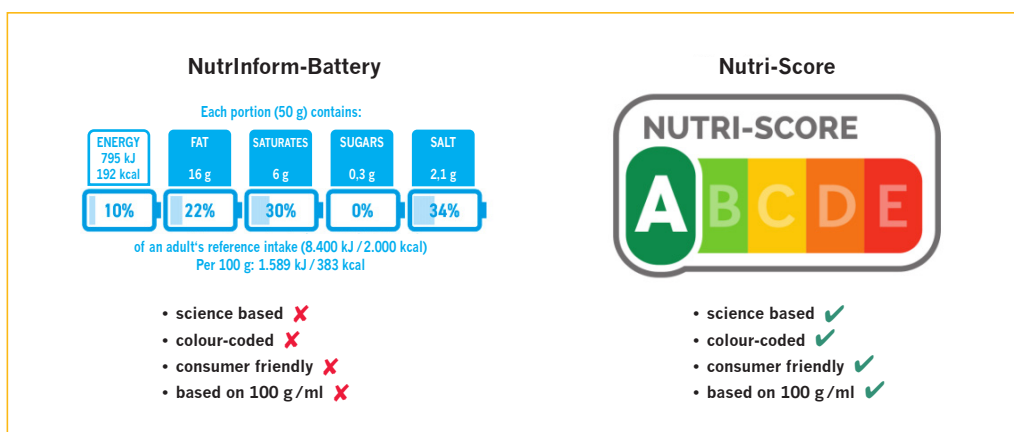 NutrInform-Battery
Each portion (50 g) contains:
ENERGY
795 kJ
192 kcal
FAT
16 g
SATURATES
6 g
SUGARS
0,3 g
SALT
2,1 g
10%
22%
30%
0%
34%
of an adult's reference intake (8.400 kJ / 2.000 kcal)
Per 100 g: 1.589 kJ / 383 kcal
• science based ✘
• colour-coded ✘
• consumer friendly ✘
• based on 100 g/ml ✘
Nutri-Score
NUTRI-SCORE
A B C D E
• science based ✔
• colour-coded ✔
• consumer friendly ✔
• based on 100 g/ml ✔